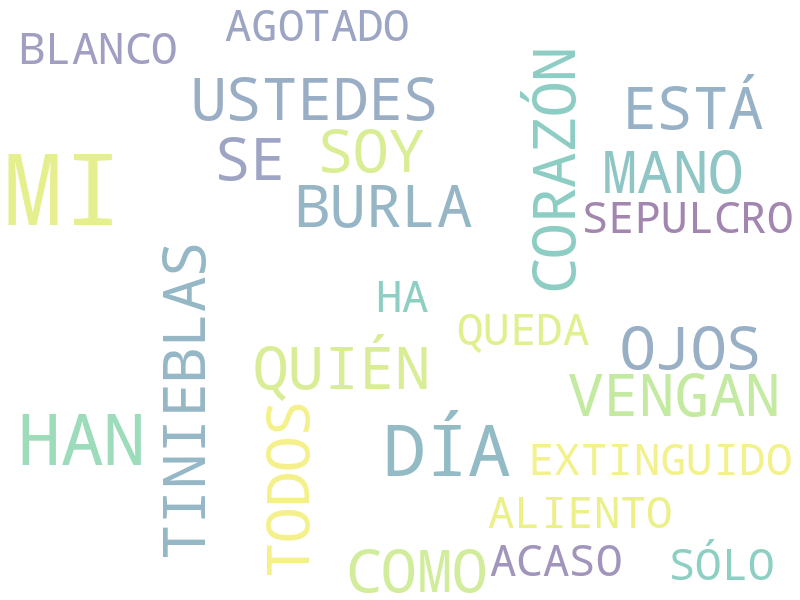 AGOTADO
BLANCO
USTEDES
CORAZÓN
ESTÁ
SE
SOY
MI
MANO
BURLA
SEPULCRO
TINIEBLAS
HA
QUEDA
OJOS
QUIÉN
VENGAN
HAN
TODOS
DÍA
EXTINGUIDO
ALIENTO
COMO
ACASO
SÓLO